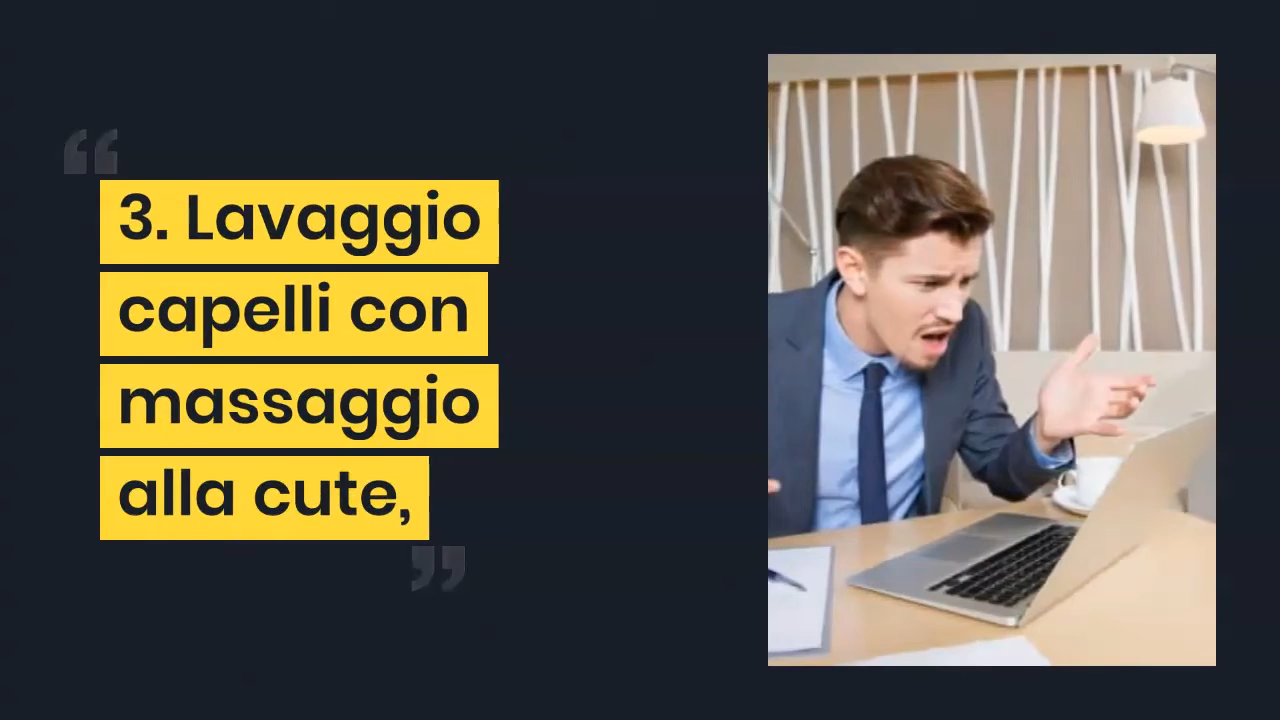 “
3. Lavaggio
capelli con
massaggio
alla cute,
”